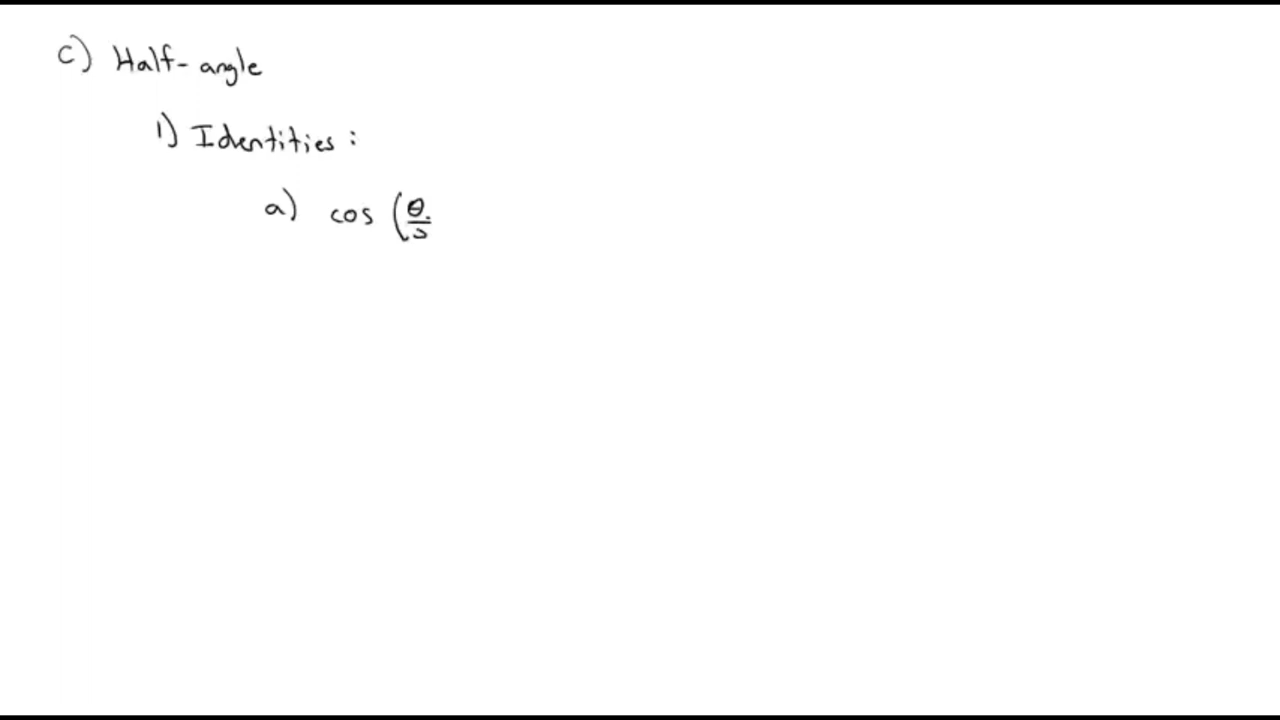 c) Half-angle
1) Identities:
a) cos (θ/2